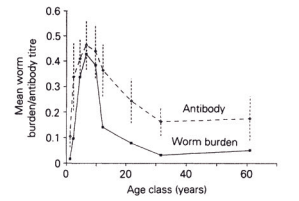 Mean worm
burden/antibody titre
0.6
0.5
0.4
0.3
0.2
0.1
0
Antibody
Worm burden
0 10 20 30 40 50 60 70
Age class (years)